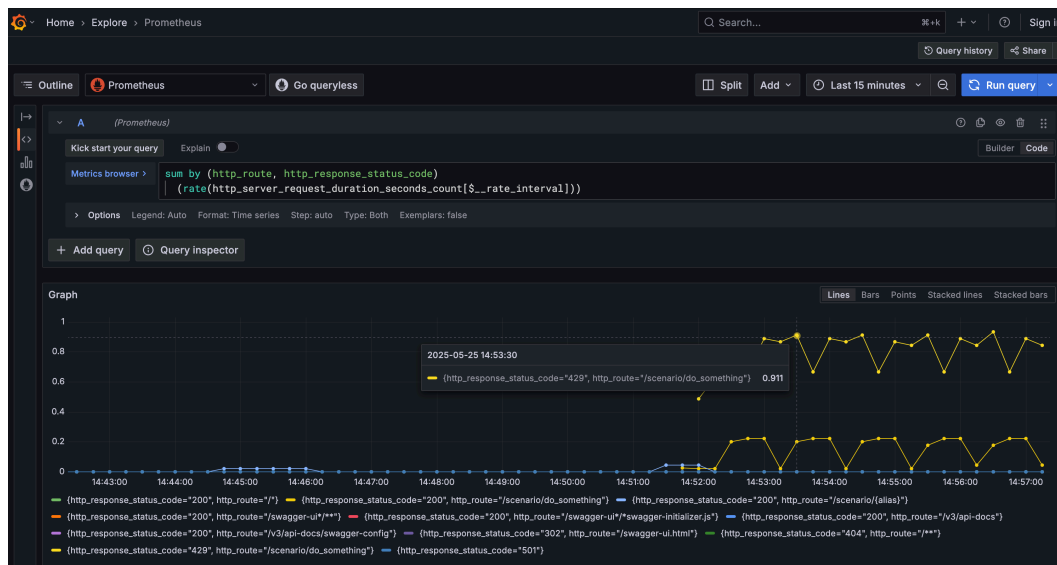 Home › Explore › Prometheus
Search...
⌘+k
Sign i
Query history
Share
Outline
Prometheus
Go queryless
Split
Add
Last 15 minutes
Run query
A (Prometheus)
Kick start your query
Explain
Builder
Code
Metrics browser >
sum by (http_route, http_response_status_code)
(rate(http_server_request_duration_seconds_count[$__rate_interval]))
> Options Legend: Auto Format: Time series Step: auto Type: Both Exemplars: false
+ Add query
Query inspector
Graph
Lines Bars Points Stacked lines Stacked bars
1
0.8
0.6
0.4
0.2
0
2025-05-25 14:53:30
{http_response_status_code="429", http_route="/scenario/do_something"} 0.911
14:43:00 14:44:00 14:45:00 14:46:00 14:47:00 14:48:00 14:49:00 14:50:00 14:51:00 14:52:00 14:53:00 14:54:00 14:55:00 14:56:00 14:57:00
{http_response_status_code="200", http_route="/"} {http_response_status_code="200", http_route="/scenario/do_something"} {http_response_status_code="200", http_route="/scenario/{alias}"}
{http_response_status_code="200", http_route="/swagger-ui*/**"} {http_response_status_code="200", http_route="/swagger-ui*/*swagger-initializer.js"} {http_response_status_code="200", http_route="/v3/api-docs"}
{http_response_status_code="200", http_route="/v3/api-docs/swagger-config"} {http_response_status_code="302", http_route="/swagger-ui.html"} {http_response_status_code="404", http_route="/**"}
{http_response_status_code="429", http_route="/scenario/do_something"} {http_response_status_code="501"}